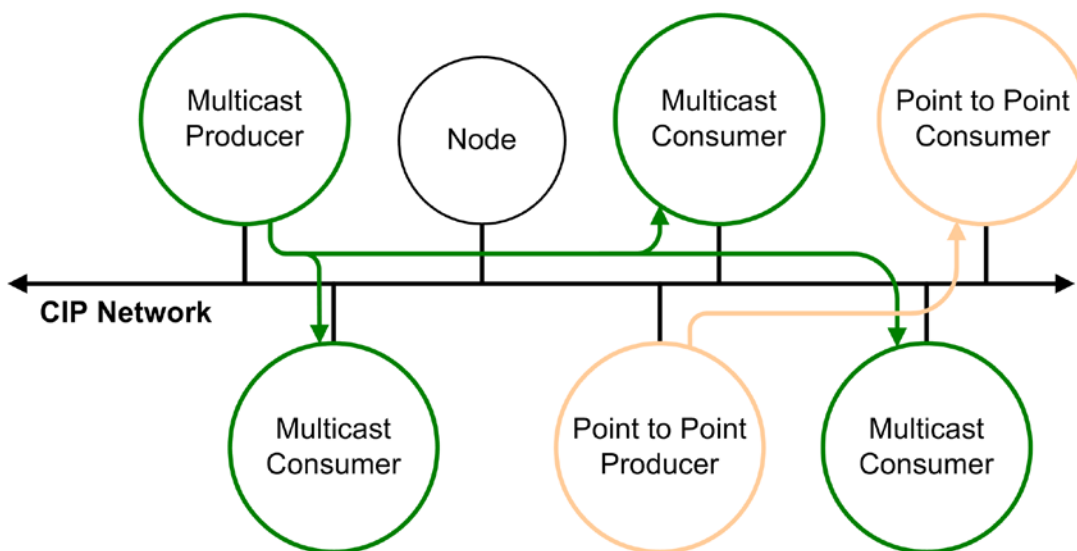 Multicast
Producer
Node
Multicast
Consumer
Point to Point
Consumer
CIP Network
Multicast
Consumer
Point to Point
Producer
Multicast
Consumer